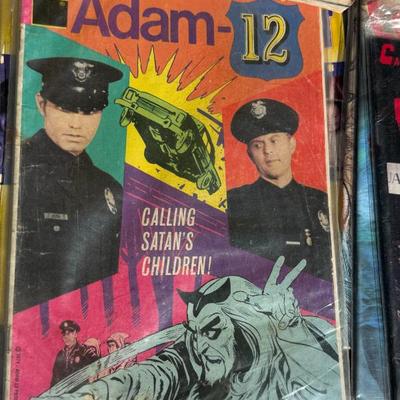 Adam-
12
CALLING
SATAN'S
CHILDREN!